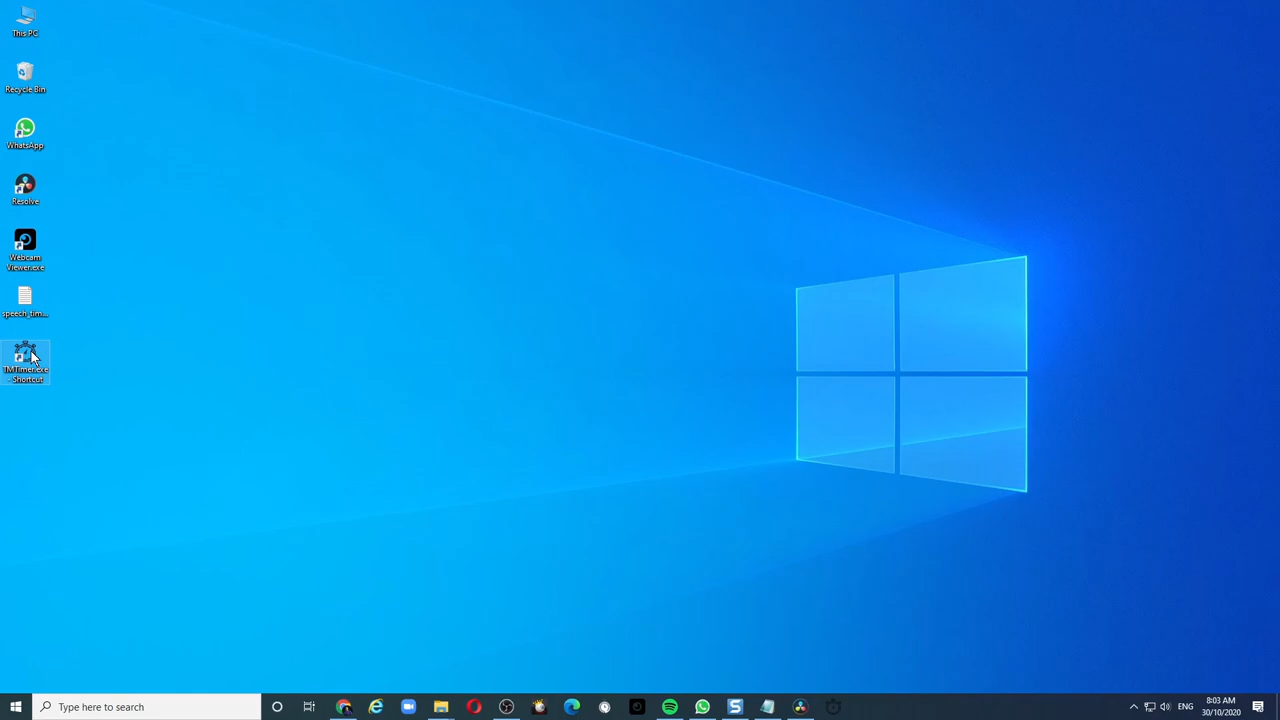 This PC
Recycle Bin
WhatsApp
Resolve
Webcam
Viewer.exe
speech_tim...
TMTimer.exe
- Shortcut
Type here to search
ENG
8:03 AM
30/10/2020